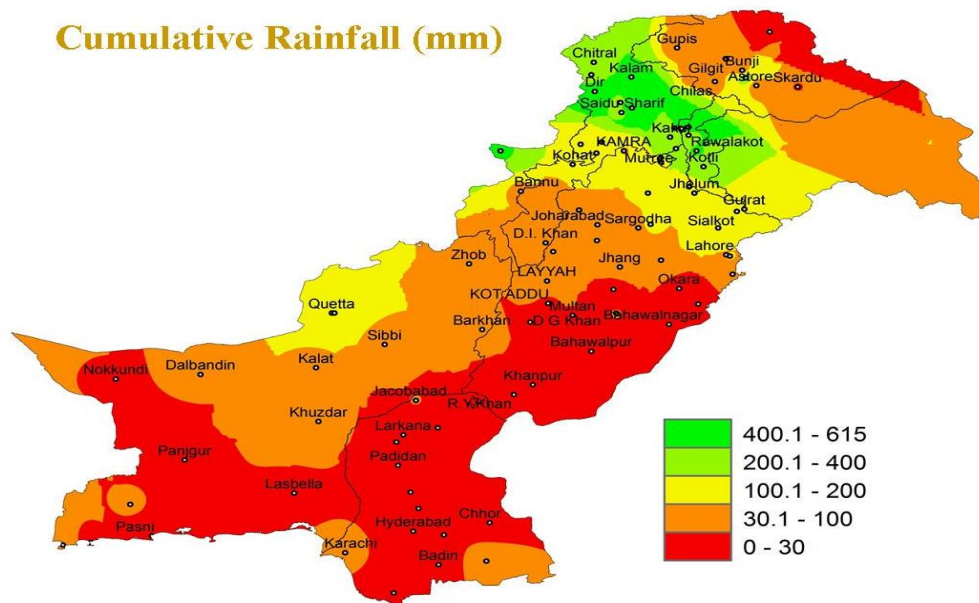 Cumulative Rainfall (mm)
Gupis
Chitral
Bunji
Kalam
Gilgit
Astore
Skardu
Dir
Chilas
Saidu Sharif
Kakul
KAMRA
Rawalakot
Kohat
Murree
Kotli
Bannu
Jhelum
Gujrat
Joharabad
Sargodha
Sialkot
D.I. Khan
Lahore
Zhob
Jhang
LAYYAH
Okara
KOT ADDU
Quetta
Multan
Barkhan
D G Khan
Bahawalnagar
Sibbi
Bahawalpur
Kalat
Dalbandin
Nokkundi
Khanpur
Jacobabad
R.Y.Khan
Khuzdar
Larkana
Panjgur
Padidan
Lasbella
Pasni
Hyderabad
Chhor
Karachi
Badin
400.1 - 615
200.1 - 400
100.1 - 200
30.1 - 100
0 - 30